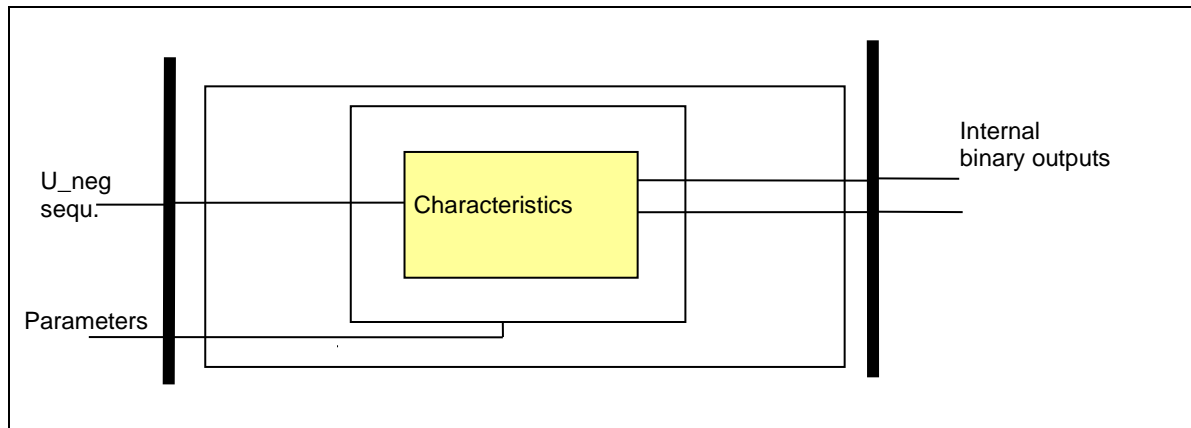 U_neg
sequ.
Characteristics
Parameters
Internal
binary outputs